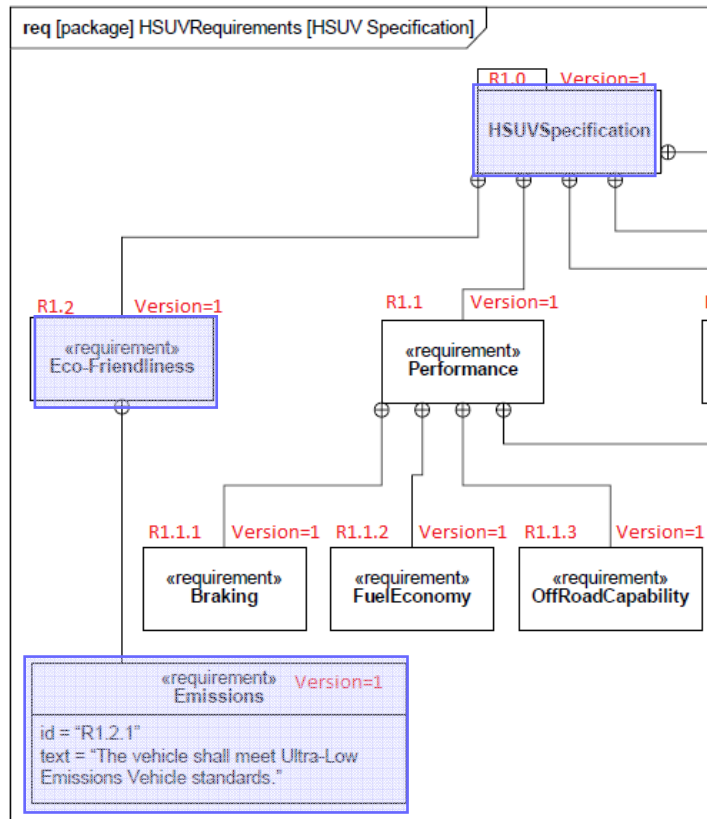 req [package] HSUVRequirements [HSUV Specification]
R1.0 Version=1
HSUVSpecification
R1.2 Version=1
«requirement»
Eco-Friendliness
R1.1 Version=1
«requirement»
Performance
R1.1.1 Version=1
«requirement»
Braking
R1.1.2 Version=1
«requirement»
FuelEconomy
R1.1.3 Version=1
«requirement»
OffRoadCapability
«requirement» Version=1
Emissions
id = “R1.2.1”
text = “The vehicle shall meet Ultra-Low
Emissions Vehicle standards.”